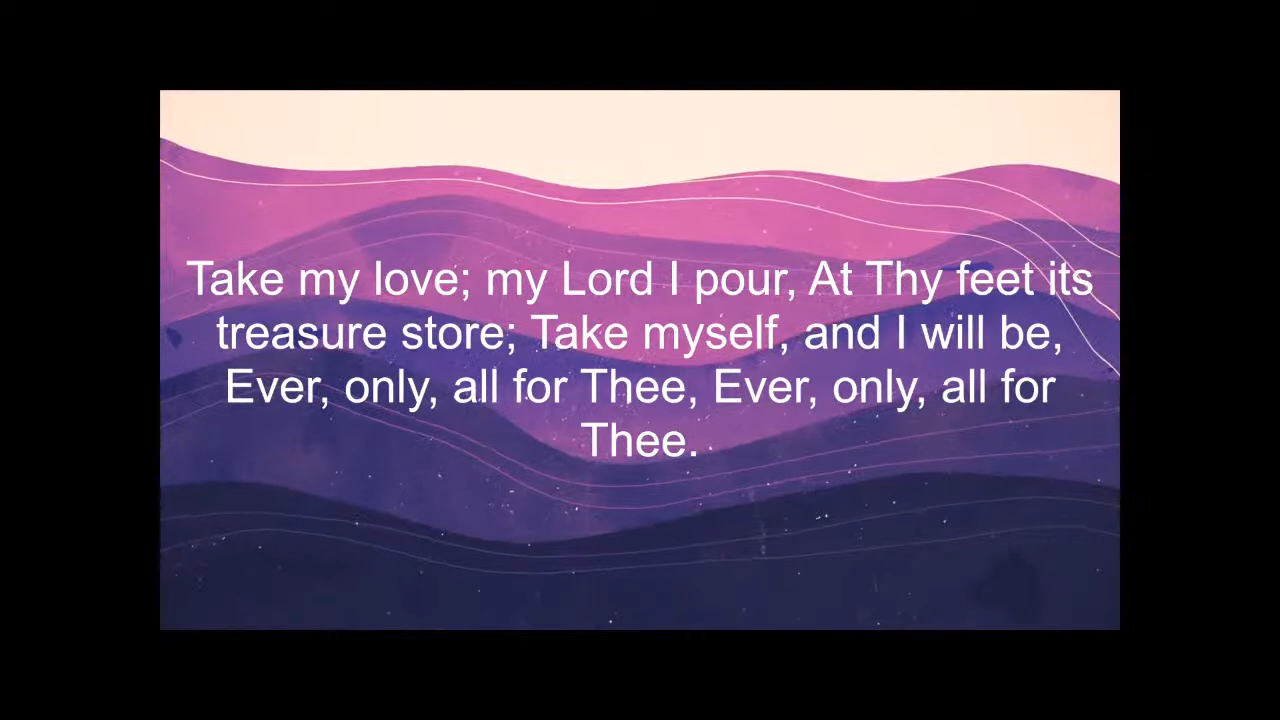 Take my love; my Lord I pour, At Thy feet its
treasure store; Take myself, and I will be,
Ever, only, all for Thee, Ever, only, all for
Thee.